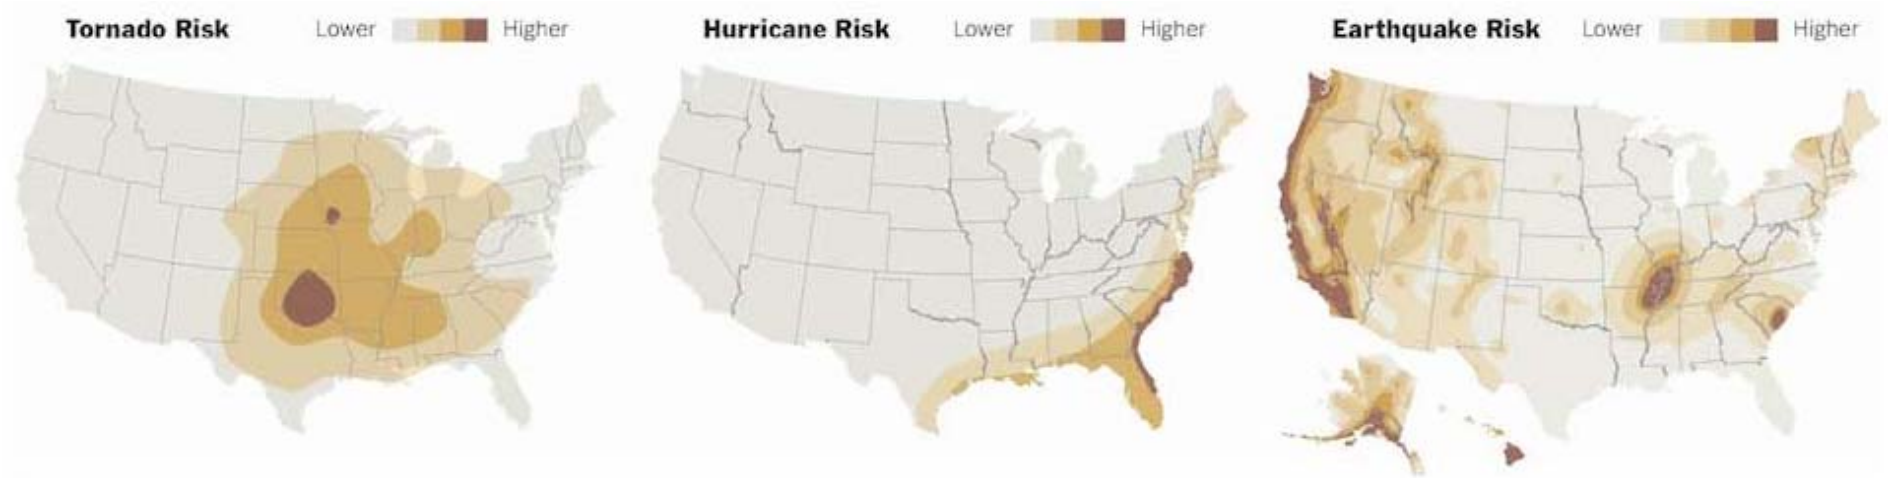 Tornado Risk Lower Higher
Hurricane Risk Lower Higher
Earthquake Risk Lower Higher